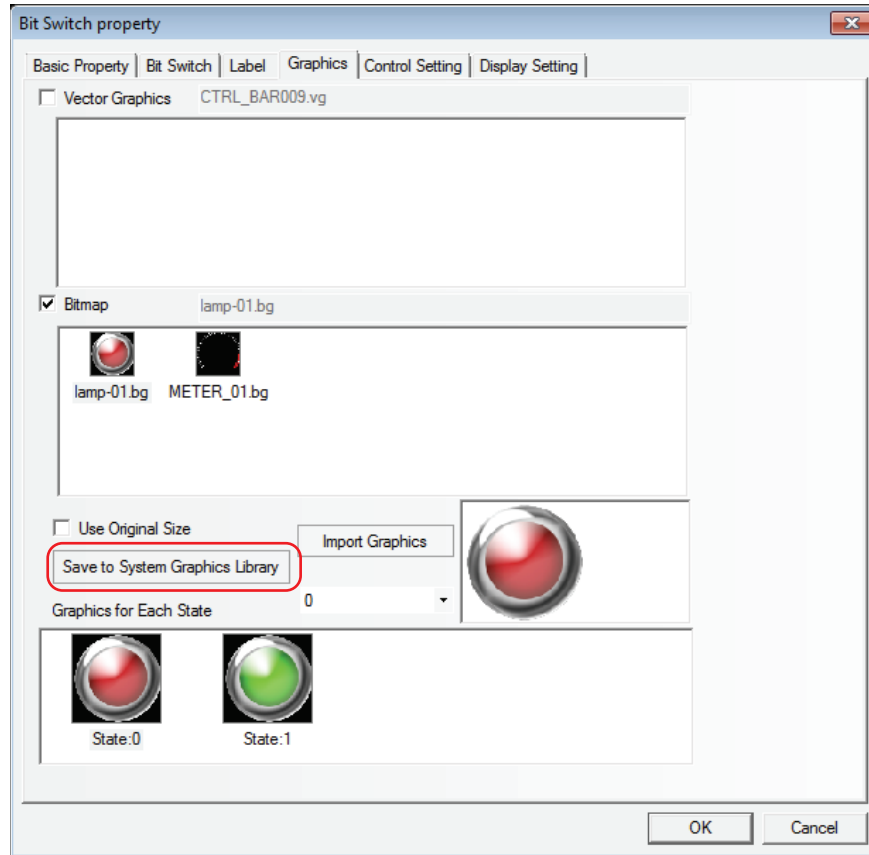 Bit Switch property
Basic Property Bit Switch Label Graphics Control Setting Display Setting
Vector Graphics CTRL_BAR009.vg
Bitmap lamp-01.bg
lamp-01.bg METER_01.bg
Use Original Size
Import Graphics
Save to System Graphics Library
0
Graphics for Each State
State:0 State:1
OK Cancel